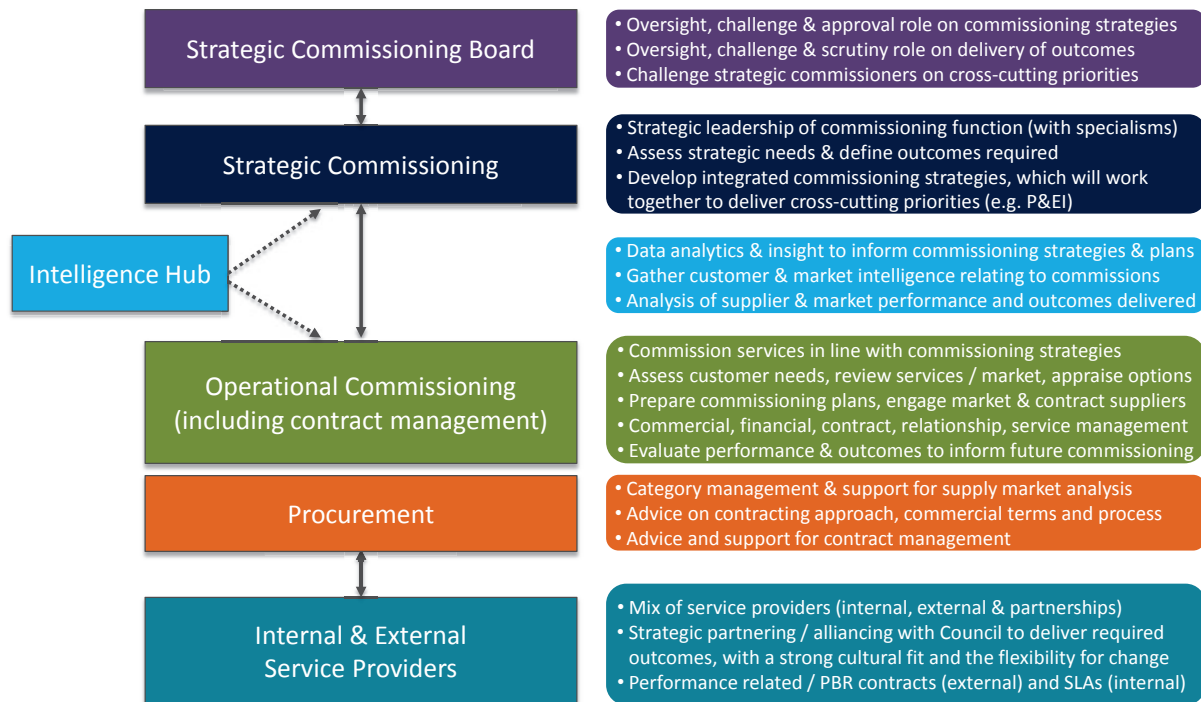 Strategic Commissioning Board
• Oversight, challenge & approval role on commissioning strategies
• Oversight, challenge & scrutiny role on delivery of outcomes
• Challenge strategic commissioners on cross-cutting priorities
Strategic Commissioning
• Strategic leadership of commissioning function (with specialisms)
• Assess strategic needs & define outcomes required
• Develop integrated commissioning strategies, which will work
together to deliver cross-cutting priorities (e.g. P&EI)
Intelligence Hub
• Data analytics & insight to inform commissioning strategies & plans
• Gather customer & market intelligence relating to commissions
• Analysis of supplier & market performance and outcomes delivered
Operational Commissioning
(including contract management)
• Commission services in line with commissioning strategies
• Assess customer needs, review services / market, appraise options
• Prepare commissioning plans, engage market & contract suppliers
• Commercial, financial, contract, relationship, service management
• Evaluate performance & outcomes to inform future commissioning
Procurement
• Category management & support for supply market analysis
• Advice on contracting approach, commercial terms and process
• Advice and support for contract management
Internal & External
Service Providers
• Mix of service providers (internal, external & partnerships)
• Strategic partnering / alliancing with Council to deliver required
outcomes, with a strong cultural fit and the flexibility for change
• Performance related / PBR contracts (external) and SLAs (internal)